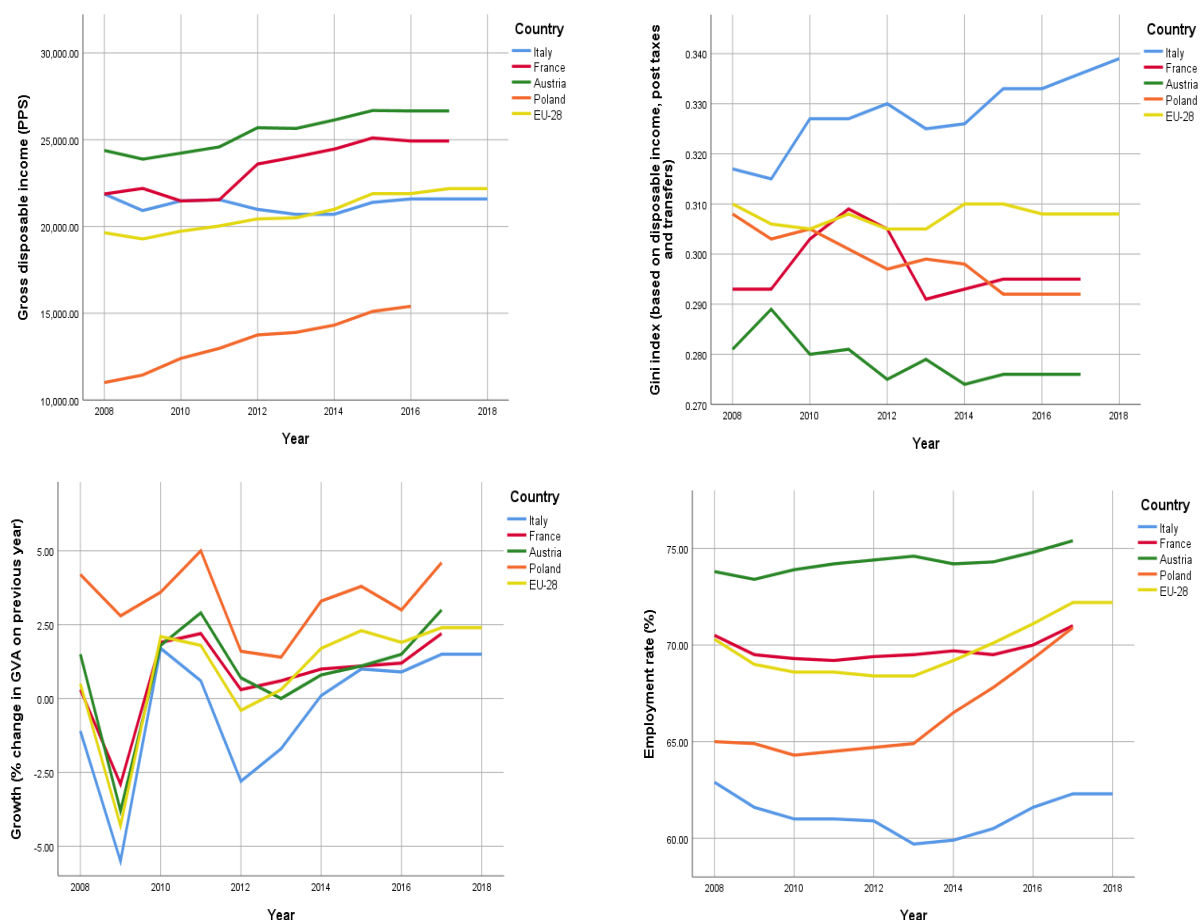 Gross disposable income (PPS)
30,000.00
25,000.00
20,000.00
15,000.00
10,000.00
2008
2010
2012
2014
2016
2018
Year
Country
Italy
France
Austria
Poland
EU-28
Gini index (based on disposable income, post taxes
and transfers)
0.340
0.330
0.320
0.310
0.300
0.290
0.280
0.270
2008
2010
2012
2014
2016
2018
Year
Country
Italy
France
Austria
Poland
EU-28
Growth (% change in GVA on previous year)
5.00
2.50
0.00
-2.50
-5.00
2008
2010
2012
2014
2016
2018
Year
Country
Italy
France
Austria
Poland
EU-28
Employment rate (%)
75.00
70.00
65.00
60.00
2008
2010
2012
2014
2016
2018
Year
Country
Italy
France
Austria
Poland
EU-28